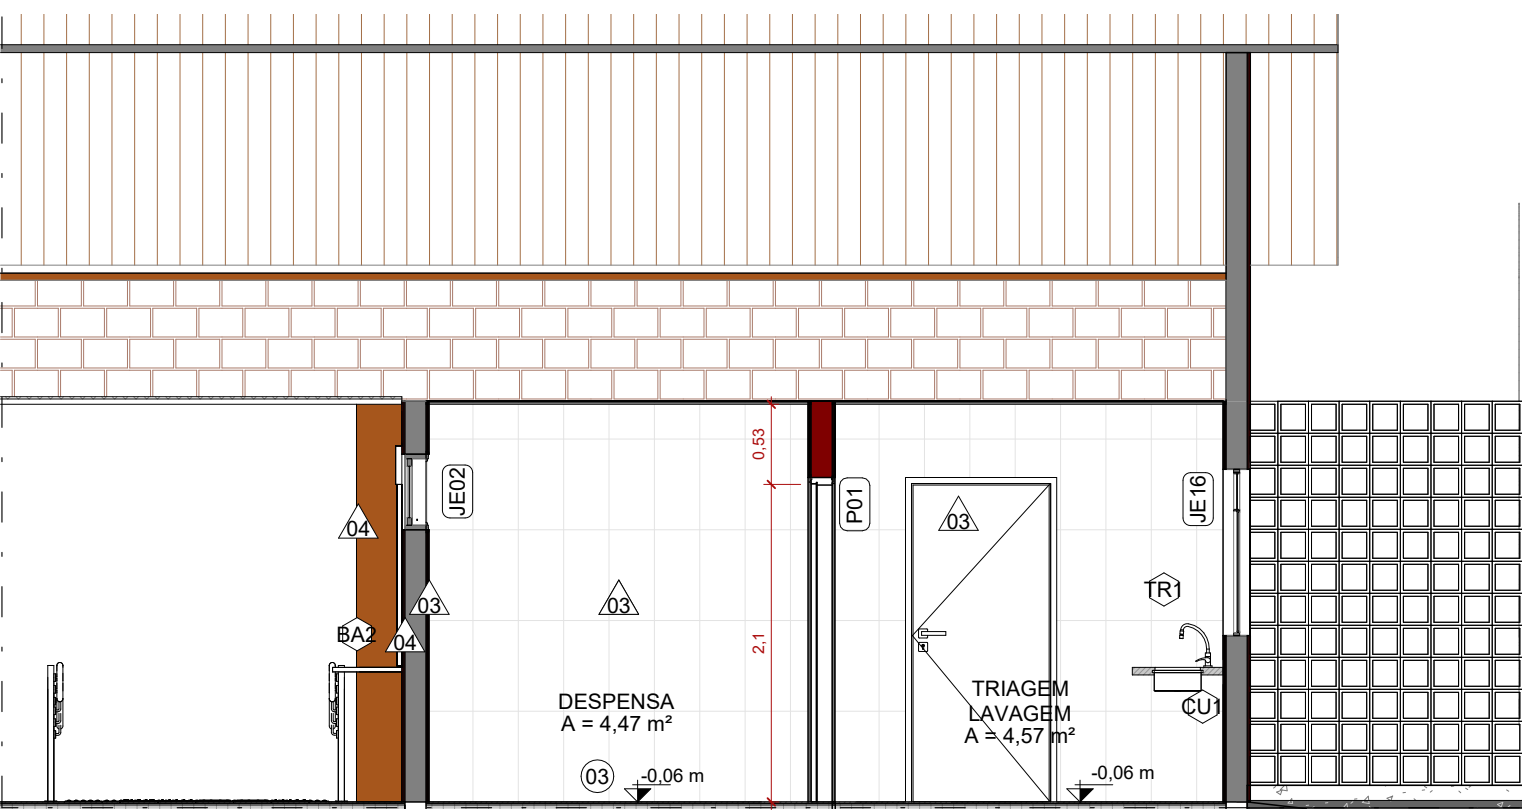 0,53
JE02
P01
JE16
04
03
03
03
TR1
BA2
04
2,1
DESPENSA
A = 4,47 m²
TRIAGEM
LAVAGEM
A = 4,57 m²
CU1
03
-0,06 m
-0,06 m